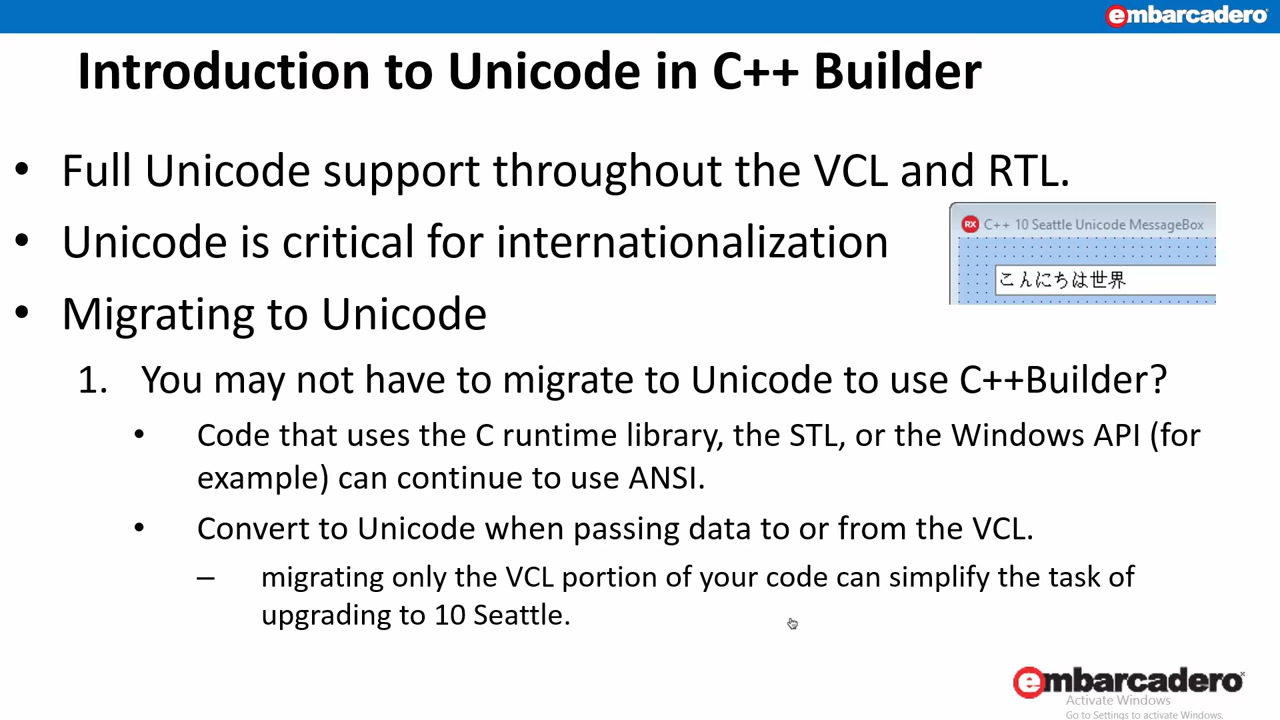 embarcadero
Introduction to Unicode in C++ Builder
• Full Unicode support throughout the VCL and RTL.
• Unicode is critical for internationalization
RX C++ 10 Seattle Unicode MessageBox
こんにちは世界
• Migrating to Unicode
1. You may not have to migrate to Unicode to use C++Builder?
• Code that uses the C runtime library, the STL, or the Windows API (for
example) can continue to use ANSI.
• Convert to Unicode when passing data to or from the VCL.
– migrating only the VCL portion of your code can simplify the task of
upgrading to 10 Seattle.
embarcadero
Activate Windows
Go to Settings to activate Windows.